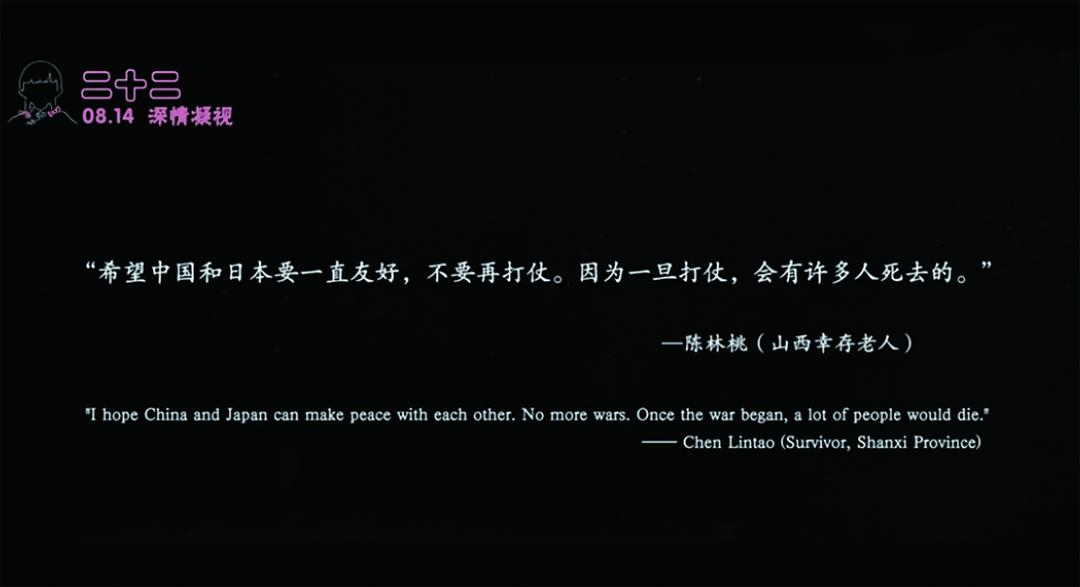 二十二
08.14 深情凝视
“希望中国和日本要一直友好，不要再打仗。因为一旦打仗，会有许多人死去的。”
—陈林桃（山西幸存老人）
"I hope China and Japan can make peace with each other. No more wars. Once the war began, a lot of people would die."
—— Chen Lintao (Survivor, Shanxi Province)